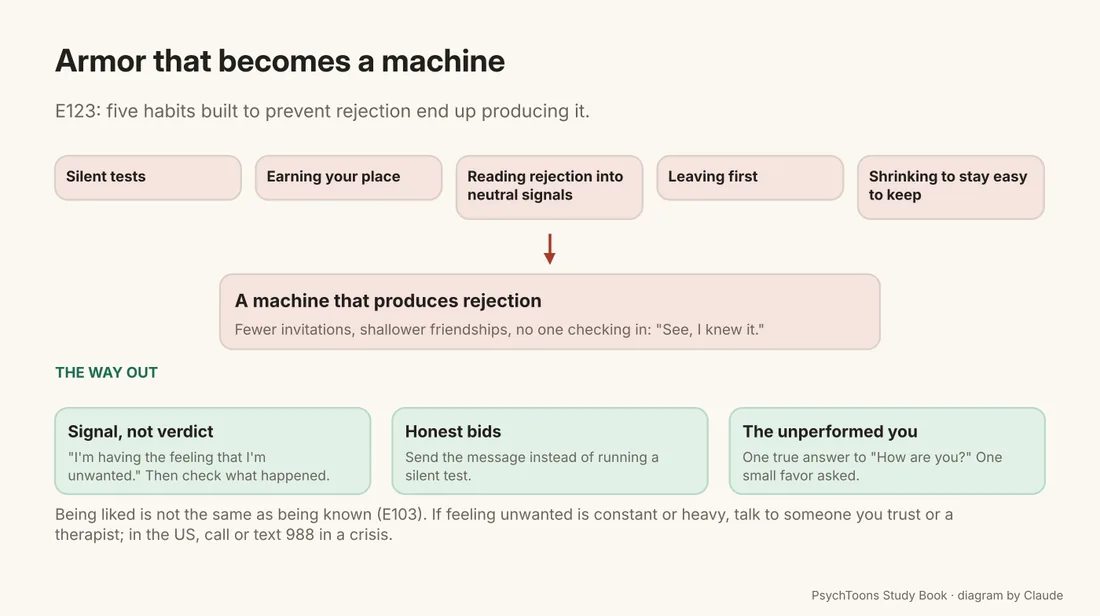 Armor that becomes a machine
E123: five habits built to prevent rejection end up producing it.
Silent tests
Earning your place
Reading rejection into
neutral signals
Leaving first
Shrinking to stay easy
to keep
A machine that produces rejection
Fewer invitations, shallower friendships, no one checking in: "See, I knew it."
THE WAY OUT
Signal, not verdict
"I'm having the feeling that I'm
unwanted." Then check what happened.
Honest bids
Send the message instead of running a
silent test.
The unperformed you
One true answer to "How are you?" One
small favor asked.
Being liked is not the same as being known (E103). If feeling unwanted is constant or heavy, talk to someone you trust or a
therapist; in the US, call or text 988 in a crisis.
PsychToons Study Book · diagram by Claude